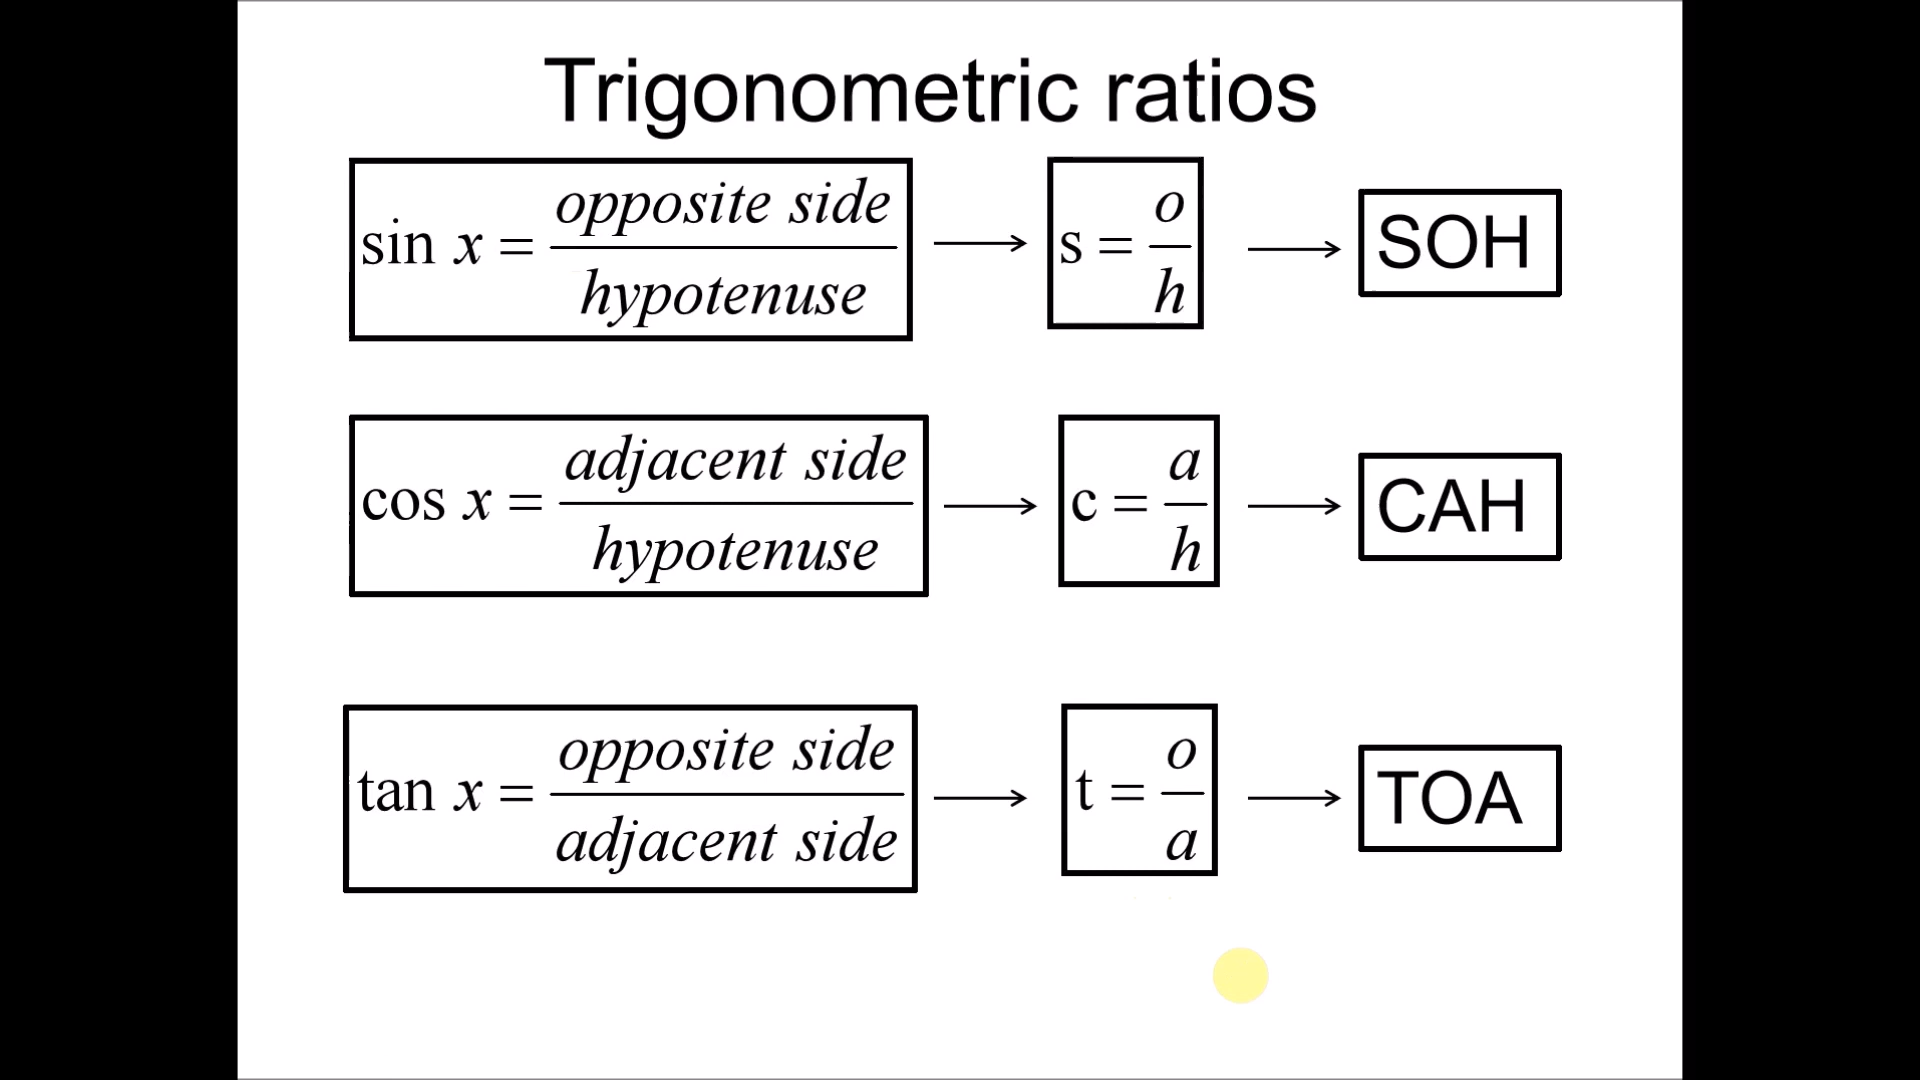 Trigonometric ratios
sin x = opposite side / hypotenuse → s = o / h → SOH
cos x = adjacent side / hypotenuse → c = a / h → CAH
tan x = opposite side / adjacent side → t = o / a → TOA